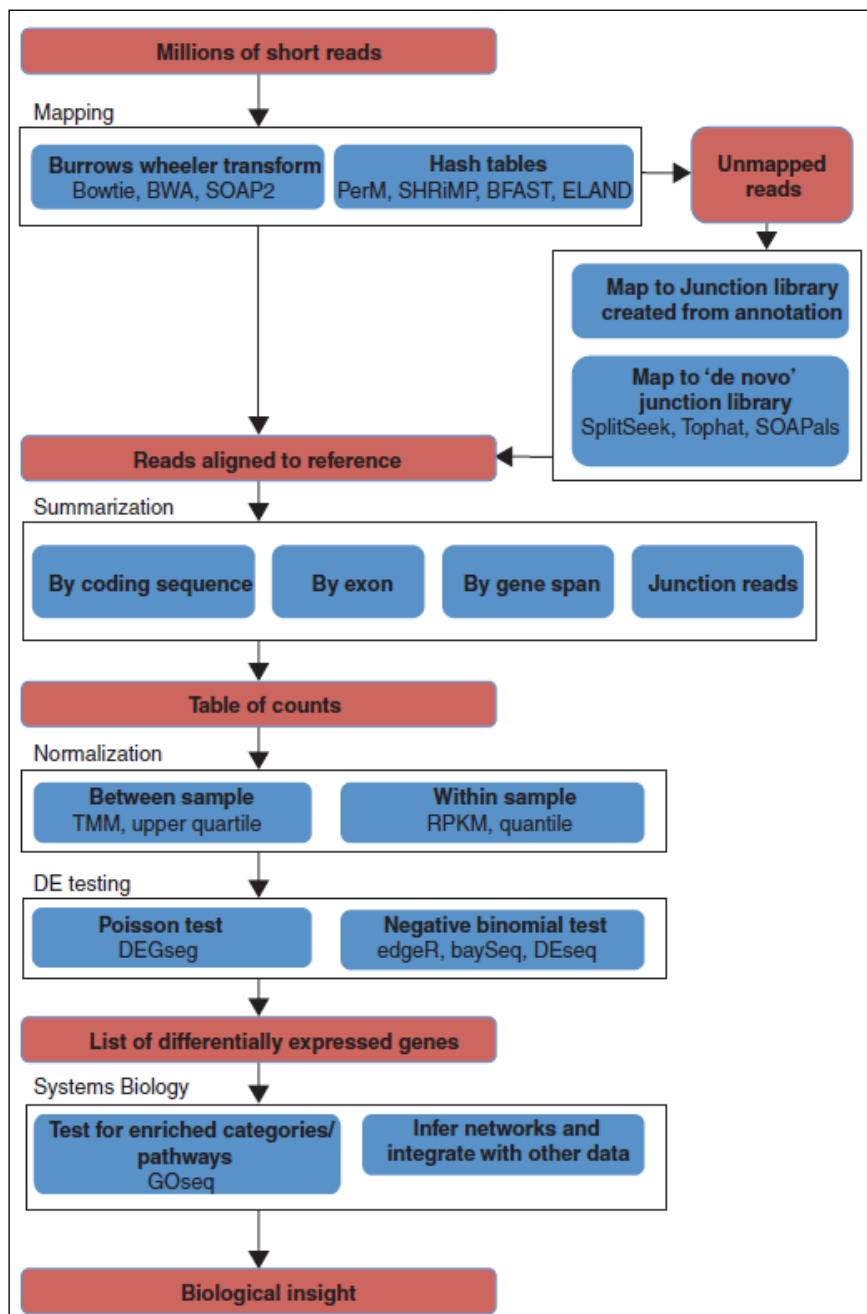 Millions of short reads
Mapping
Burrows wheeler transform
Bowtie, BWA, SOAP2
Hash tables
PerM, SHRiMP, BFAST, ELAND
Unmapped
reads
Map to Junction library
created from annotation
Map to ‘de novo’
junction library
SplitSeek, Tophat, SOAPals
Reads aligned to reference
Summarization
By coding sequence
By exon
By gene span
Junction reads
Table of counts
Normalization
Between sample
TMM, upper quartile
Within sample
RPKM, quantile
DE testing
Poisson test
DEGseg
Negative binomial test
edgeR, baySeq, DEseq
List of differentially expressed genes
Systems Biology
Test for enriched categories/
pathways
GOseq
Infer networks and
integrate with other data
Biological insight